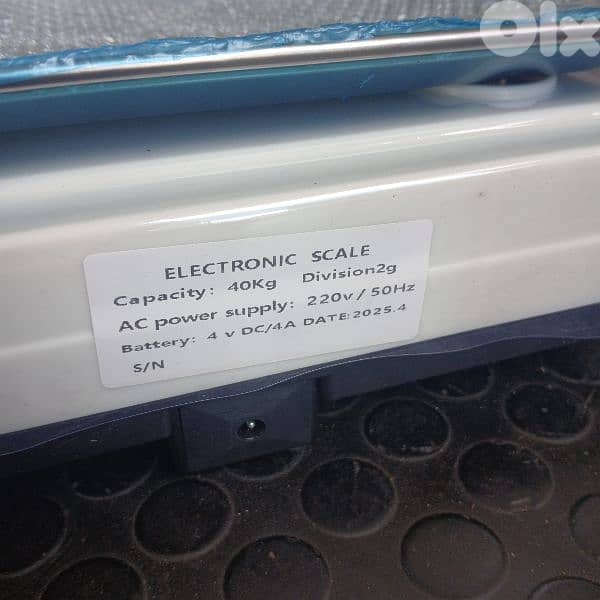 OLX
ELECTRONIC SCALE
Capacity: 40Kg Division2g
AC power supply: 220v / 50Hz
Battery: 4 v DC/4A DATE:2025.4
S/N